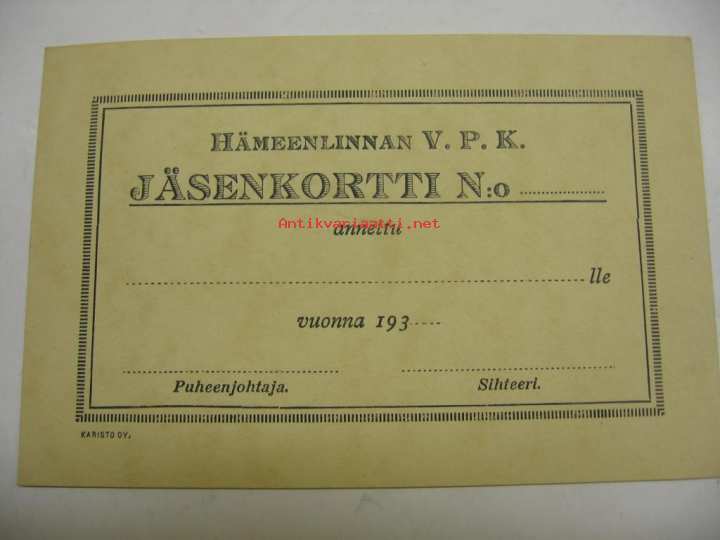 HÄMEENLINNAN V. P. K.
JÄSENKORTTI N:o ....................
Antikvariaatti.net
annettu
.................... lle
vuonna 193.....
Puheenjohtaja. Sihteeri.
KARISTO OY.